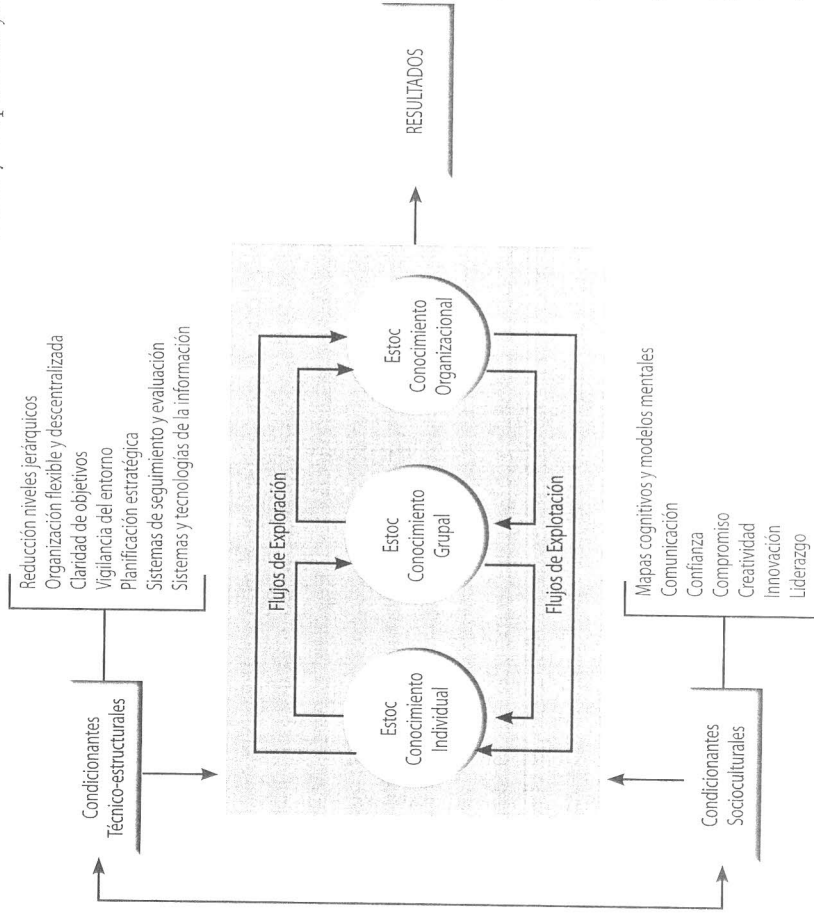 Condicionantes
Técnico-estructurales
Reducción niveles jerárquicos
Organización flexible y descentralizada
Claridad de objetivos
Vigilancia del entorno
Planificación estratégica
Sistemas de seguimiento y evaluación
Sistemas y tecnologías de la información
Flujos de Exploración
Estoc
Conocimiento
Individual
Estoc
Conocimiento
Grupal
Estoc
Conocimiento
Organizacional
Flujos de Explotación
RESULTADOS
Condicionantes
Socioculturales
Mapas cognitivos y modelos mentales
Comunicación
Confianza
Compromiso
Creatividad
Innovación
Liderazgo